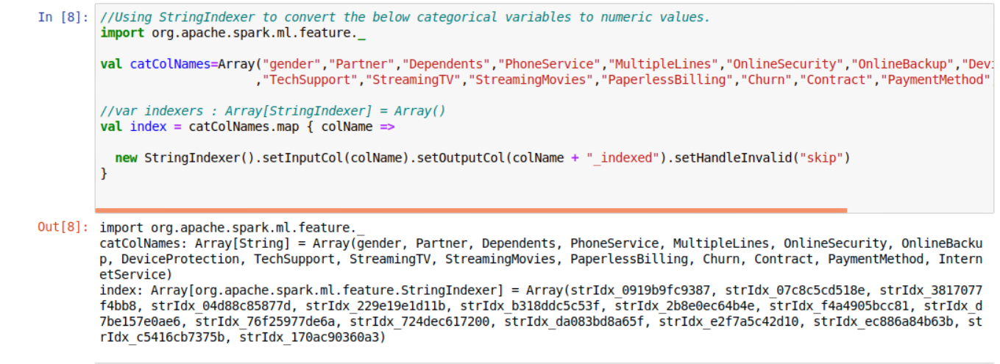 In [8]: //Using StringIndexer to convert the below categorical variables to numeric values.
import org.apache.spark.ml.feature._
val catColNames=Array("gender","Partner","Dependents","PhoneService","MultipleLines","OnlineSecurity","OnlineBackup","Devi
,"TechSupport","StreamingTV","StreamingMovies","PaperlessBilling","Churn","Contract","PaymentMethod"
//var indexers : Array[StringIndexer] = Array()
val index = catColNames.map { colName =>
new StringIndexer().setInputCol(colName).setOutputCol(colName + "_indexed").setHandleInvalid("skip")
}
Out[8]: import org.apache.spark.ml.feature._
catColNames: Array[String] = Array(gender, Partner, Dependents, PhoneService, MultipleLines, OnlineSecurity, OnlineBacku
p, DeviceProtection, TechSupport, StreamingTV, StreamingMovies, PaperlessBilling, Churn, Contract, PaymentMethod, Intern
etService)
index: Array[org.apache.spark.ml.feature.StringIndexer] = Array(strIdx_0919b9fc9387, strIdx_07c8c5cd518e, strIdx_3817077
f4bb8, strIdx_04d88c85877d, strIdx_229e19e1d11b, strIdx_b318ddc5c53f, strIdx_2b8e0ec64b4e, strIdx_f4a4905bcc81, strIdx_d
7be157e0ae6, strIdx_76f25977de6a, strIdx_724dec617200, strIdx_da083bd8a65f, strIdx_e2f7a5c42d10, strIdx_ec886a84b63b, st
rIdx_c5416cb7375b, strIdx_170ac90360a3)